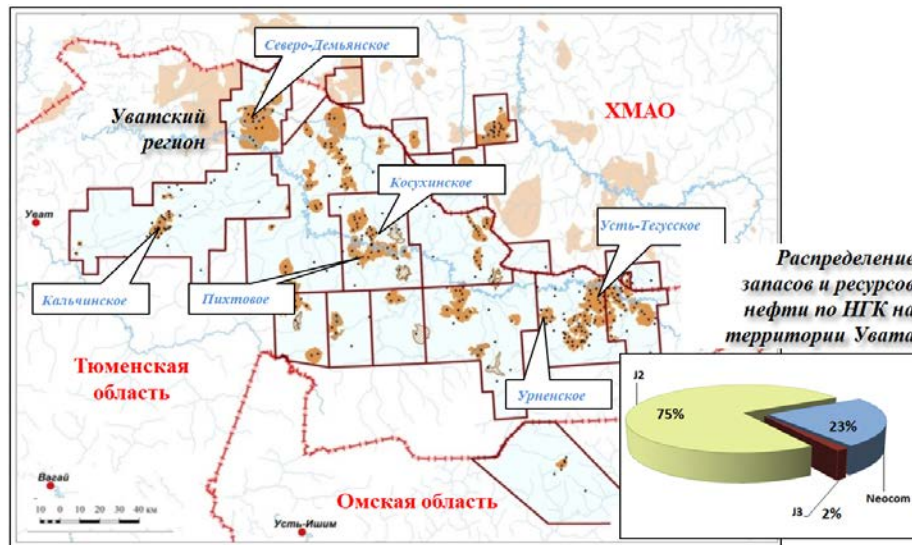 Северо-Демьянское
Уватский
регион
ХМАО
Косухинское
Уват
Усть-Тегусское
Распределение
запасов и ресурсов
нефти по НГК на
территории Увата
Кальчинское
Пихтовое
Тюменская
область
Урненское
J2
75%
23%
J3
2%
Neocom
Вагай
10 0 10 20 30 40 км
Омская область
Усть-Ишим